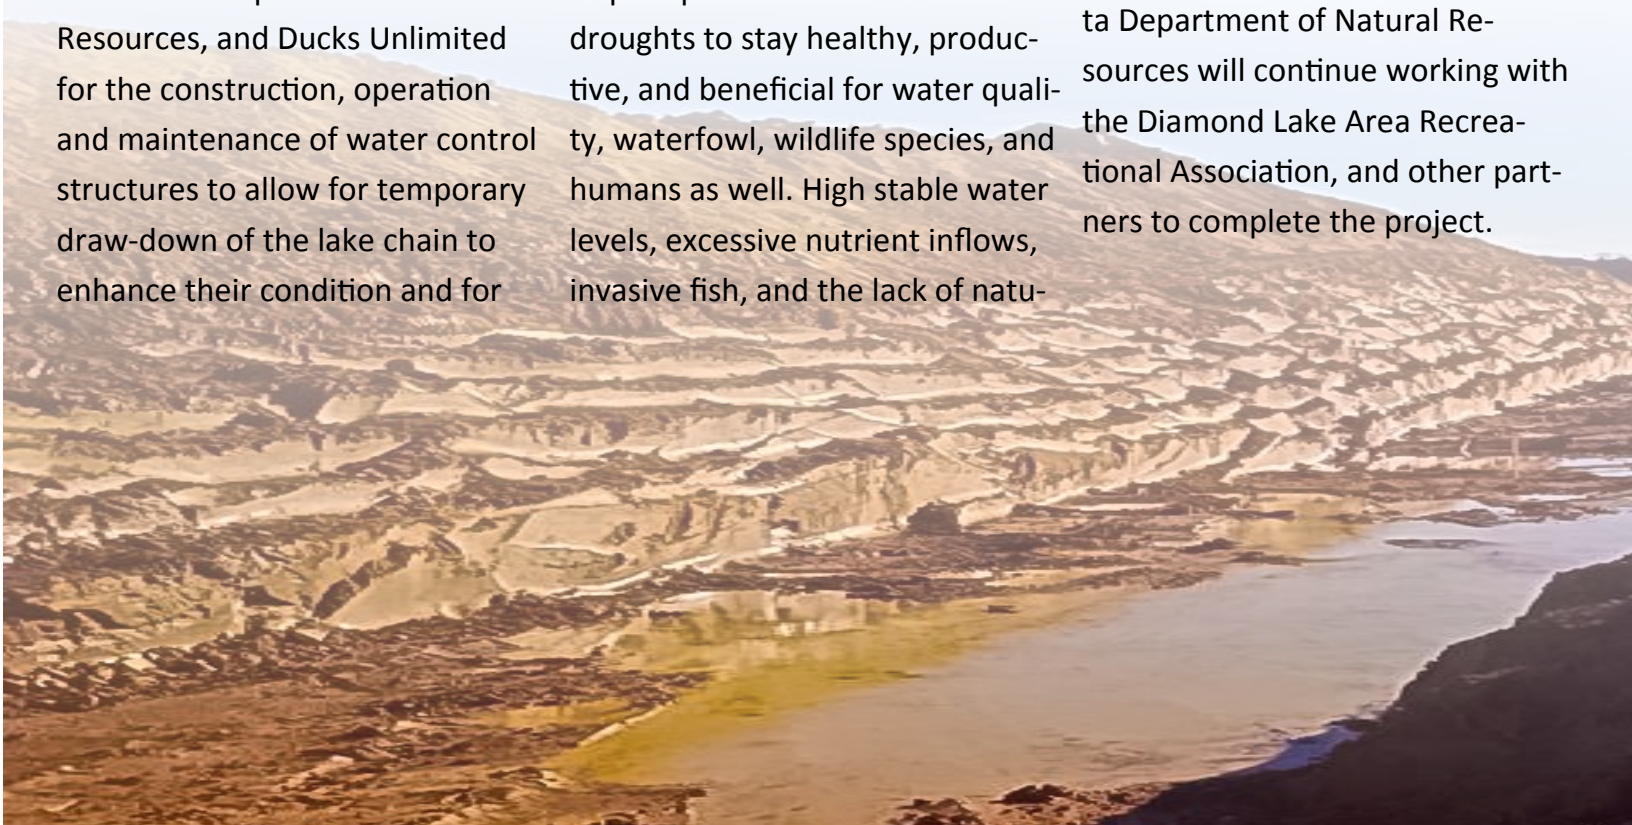 Resources, and Ducks Unlimited
for the construction, operation
and maintenance of water control
structures to allow for temporary
draw-down of the lake chain to
enhance their condition and for
droughts to stay healthy, produc-
tive, and beneficial for water quali-
ty, waterfowl, wildlife species, and
humans as well. High stable water
levels, excessive nutrient inflows,
invasive fish, and the lack of natu-
ta Department of Natural Re-
sources will continue working with
the Diamond Lake Area Recrea-
tional Association, and other part-
ners to complete the project.